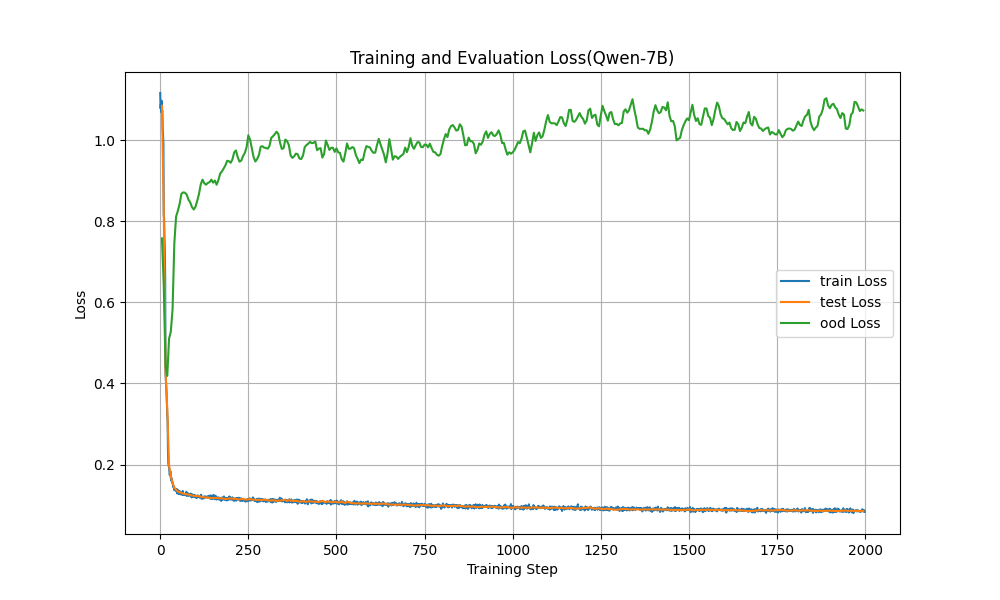 Training and Evaluation Loss(Qwen-7B)
Loss
1.0
0.8
0.6
0.4
0.2
train Loss
test Loss
ood Loss
0 250 500 750 1000 1250 1500 1750 2000
Training Step